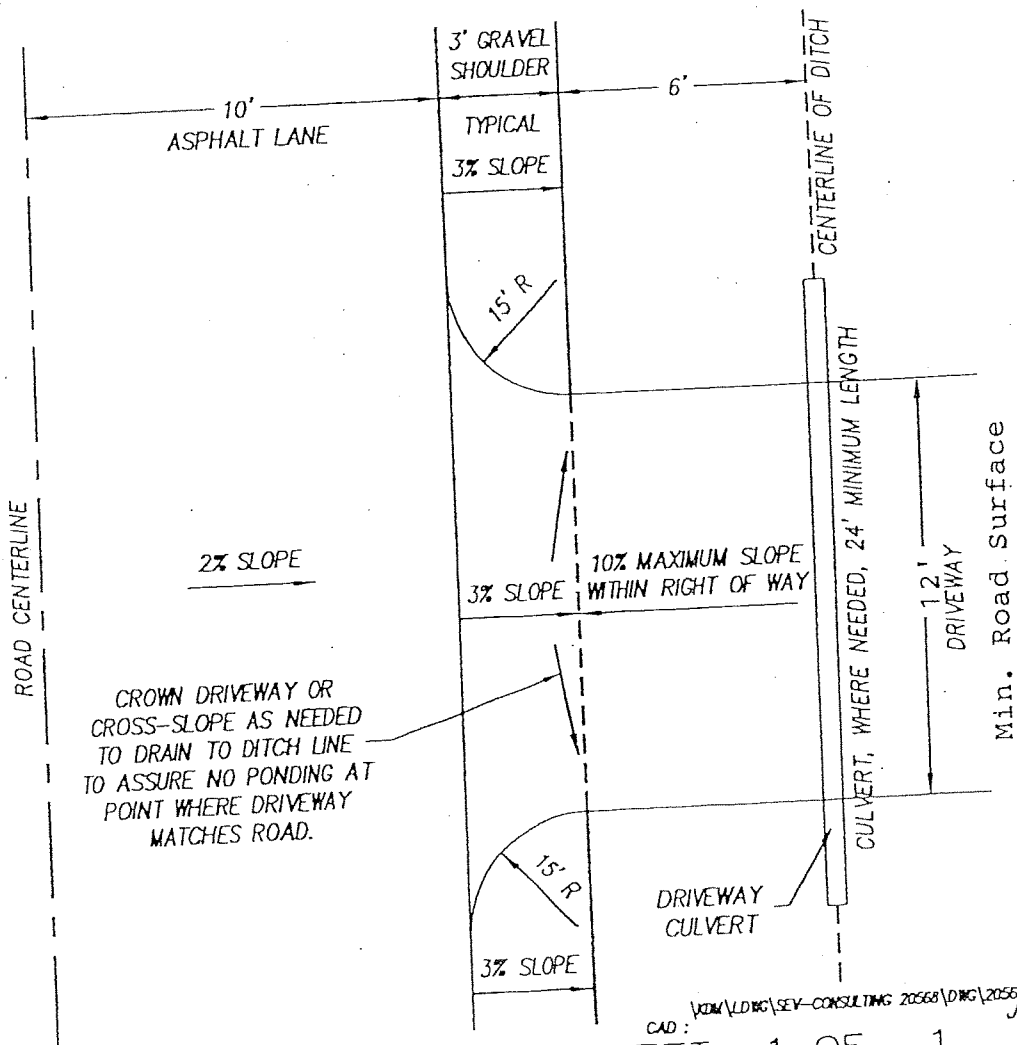 3' GRAVEL
SHOULDER
10'
ASPHALT LANE
TYPICAL
6'
3% SLOPE
CENTERLINE OF DITCH
15' R
ROAD CENTERLINE
2% SLOPE
3% SLOPE
10% MAXIMUM SLOPE
WITHIN RIGHT OF WAY
CULVERT, WHERE NEEDED, 24' MINIMUM LENGTH
12'
DRIVEWAY
Min. Road Surface
CROWN DRIVEWAY OR
CROSS-SLOPE AS NEEDED
TO DRAIN TO DITCH LINE
TO ASSURE NO PONDING AT
POINT WHERE DRIVEWAY
MATCHES ROAD.
15' R
DRIVEWAY
CULVERT
3% SLOPE
CAD :
1 OF 1